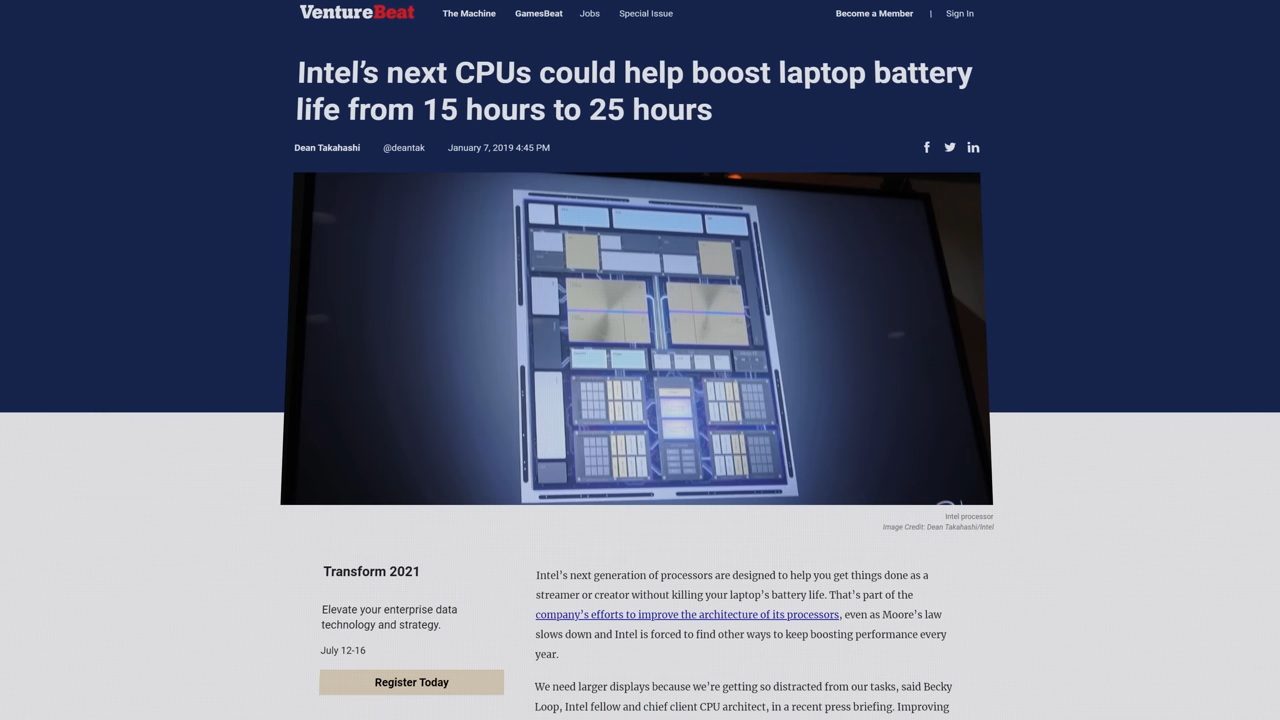 VentureBeat
The Machine GamesBeat Jobs Special Issue Become a Member | Sign In
Intel’s next CPUs could help boost laptop battery
life from 15 hours to 25 hours
Dean Takahashi @deantak January 7, 2019 4:45 PM
Intel processor
Image Credit: Dean Takahashi/Intel
Transform 2021
Elevate your enterprise data
technology and strategy.
July 12-16
Register Today
Intel’s next generation of processors are designed to help you get things done as a
streamer or creator without killing your laptop’s battery life. That’s part of the
company’s efforts to improve the architecture of its processors, even as Moore’s law
slows down and Intel is forced to find other ways to keep boosting performance every
year.
We need larger displays because we’re getting so distracted from our tasks, said Becky
Loop, Intel fellow and chief client CPU architect, in a recent press briefing. Improving